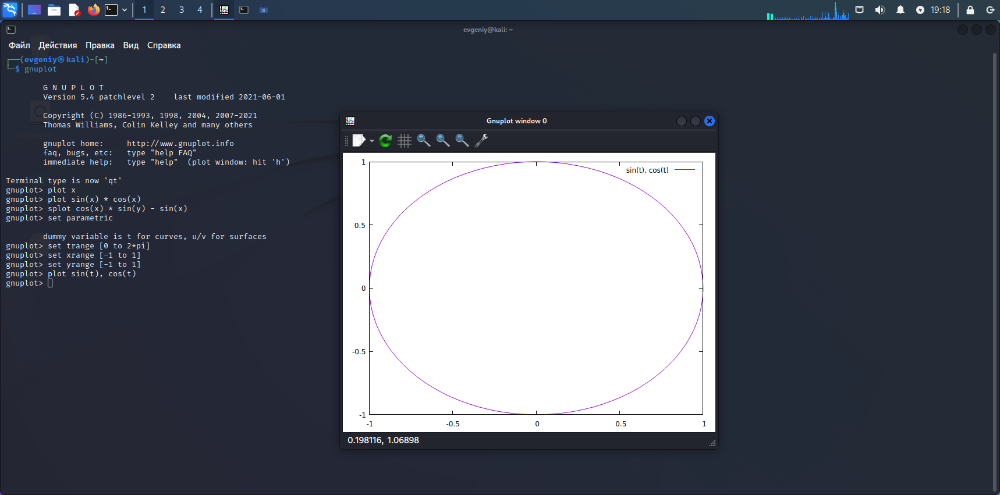 1 2 3 4 19:18
evgeniy@kali: ~
Файл Действия Правка Вид Справка
┌──(evgeniy㉿kali)-[~]
└─$ gnuplot
G N U P L O T
Version 5.4 patchlevel 2    last modified 2021-06-01
Copyright (C) 1986-1993, 1998, 2004, 2007-2021
Thomas Williams, Colin Kelley and many others
gnuplot home:     http://www.gnuplot.info
faq, bugs, etc:   type "help FAQ"
immediate help:   type "help"  (plot window: hit 'h')
Terminal type is now 'qt'
gnuplot> plot x
gnuplot> plot sin(x) * cos(x)
gnuplot> splot cos(x) * sin(y) - sin(x)
gnuplot> set parametric
dummy variable is t for curves, u/v for surfaces
gnuplot> set trange [0 to 2*pi]
gnuplot> set xrange [-1 to 1]
gnuplot> set yrange [-1 to 1]
gnuplot> plot sin(t), cos(t)
gnuplot>
Gnuplot window 0
sin(t), cos(t)
1
0.5
0
-0.5
-1
-1 -0.5 0 0.5 1
0.198116, 1.06898